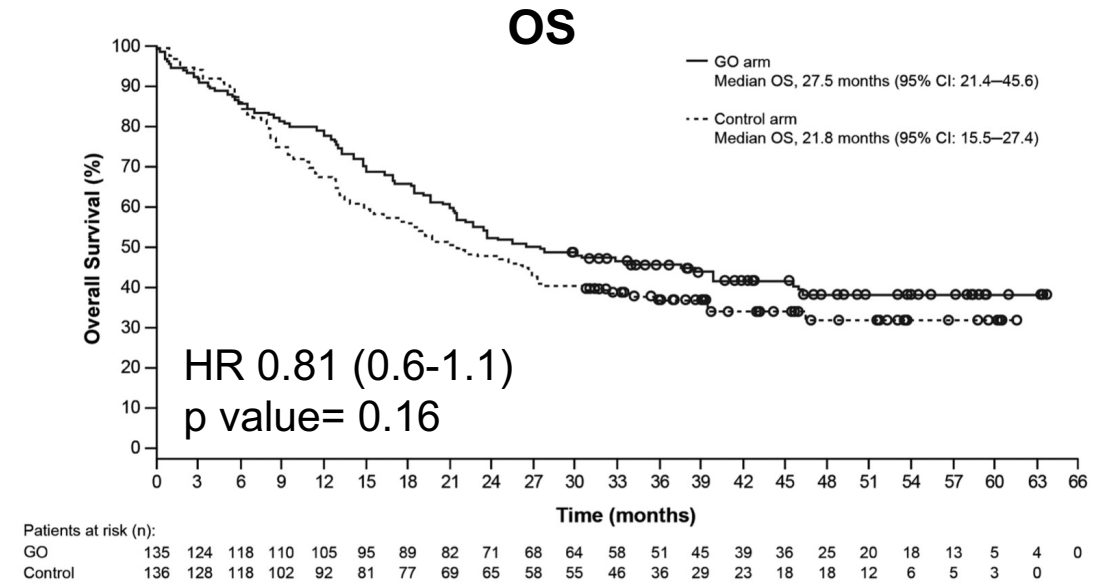 OS
GO arm
Median OS, 27.5 months (95% CI: 21.4–45.6)
Control arm
Median OS, 21.8 months (95% CI: 15.5–27.4)
Overall Survival (%)
100
90
80
70
60
50
40
30
20
10
0
HR 0.81 (0.6-1.1)
p value= 0.16
0 3 6 9 12 15 18 21 24 27 30 33 36 39 42 45 48 51 54 57 60 63 66
Time (months)
Patients at risk (n):
GO 135 124 118 110 105 95 89 82 71 68 64 58 51 45 39 36 25 20 18 13 5 4 0
Control 136 128 118 102 92 81 77 69 65 58 55 46 36 29 23 18 18 12 6 5 3 0